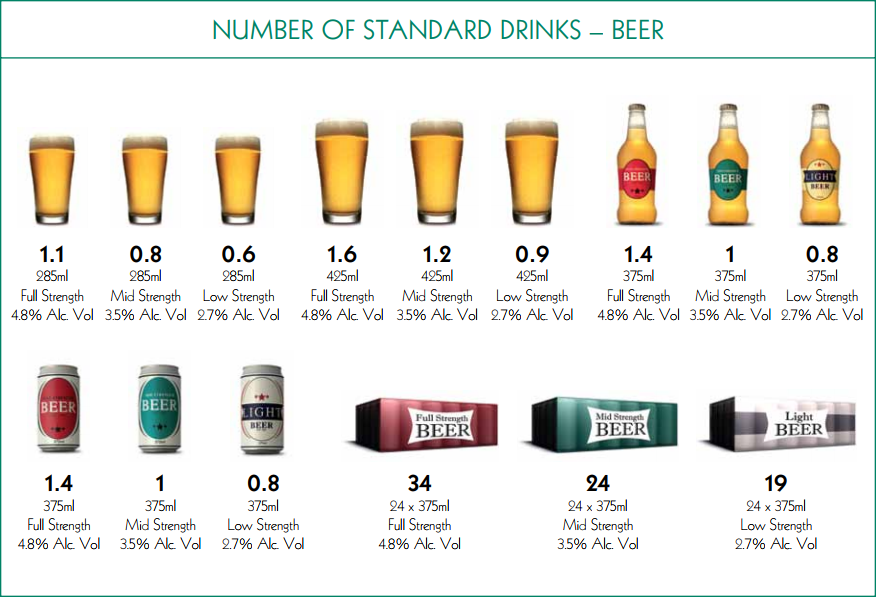 NUMBER OF STANDARD DRINKS – BEER
BEER
BEER
LIGHT
BEER
1.1
285ml
Full Strength
4.8% Alc. Vol
0.8
285ml
Mid Strength
3.5% Alc. Vol
0.6
285ml
Low Strength
2.7% Alc. Vol
1.6
425ml
Full Strength
4.8% Alc. Vol
1.2
425ml
Mid Strength
3.5% Alc. Vol
0.9
425ml
Low Strength
2.7% Alc. Vol
1.4
375ml
Full Strength
4.8% Alc. Vol
1
375ml
Mid Strength
3.5% Alc. Vol
0.8
375ml
Low Strength
2.7% Alc. Vol
BEER
BEER
LIGHT
BEER
Full Strength
BEER
Mid Strength
BEER
Light
BEER
1.4
375ml
Full Strength
4.8% Alc. Vol
1
375ml
Mid Strength
3.5% Alc. Vol
0.8
375ml
Low Strength
2.7% Alc. Vol
34
24 x 375ml
Full Strength
4.8% Alc. Vol
24
24 x 375ml
Mid Strength
3.5% Alc. Vol
19
24 x 375ml
Low Strength
2.7% Alc. Vol